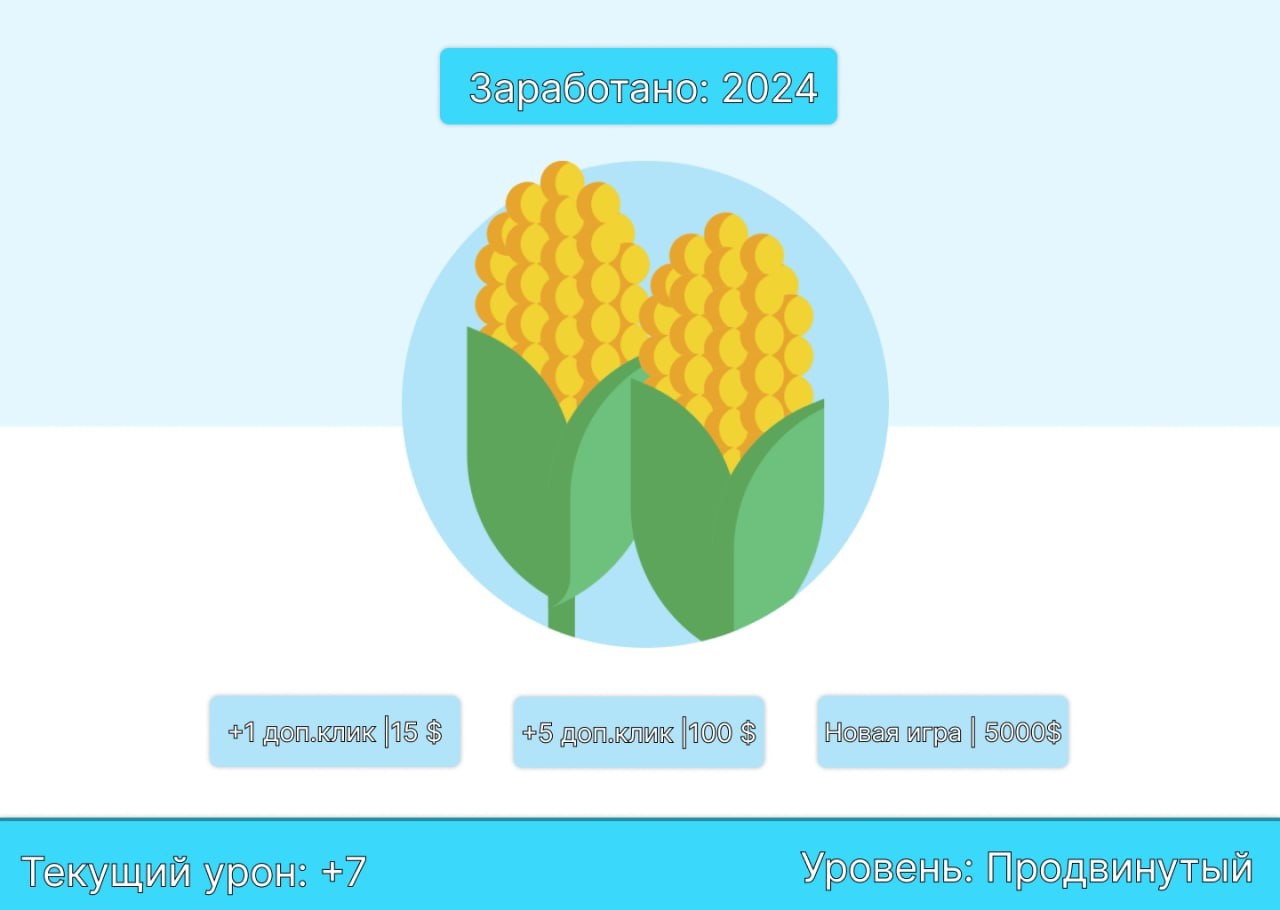 Заработано: 2024
+1 доп.клик |15 $
+5 доп.клик |100 $
Новая игра | 5000$
Текущий урон: +7
Уровень: Продвинутый